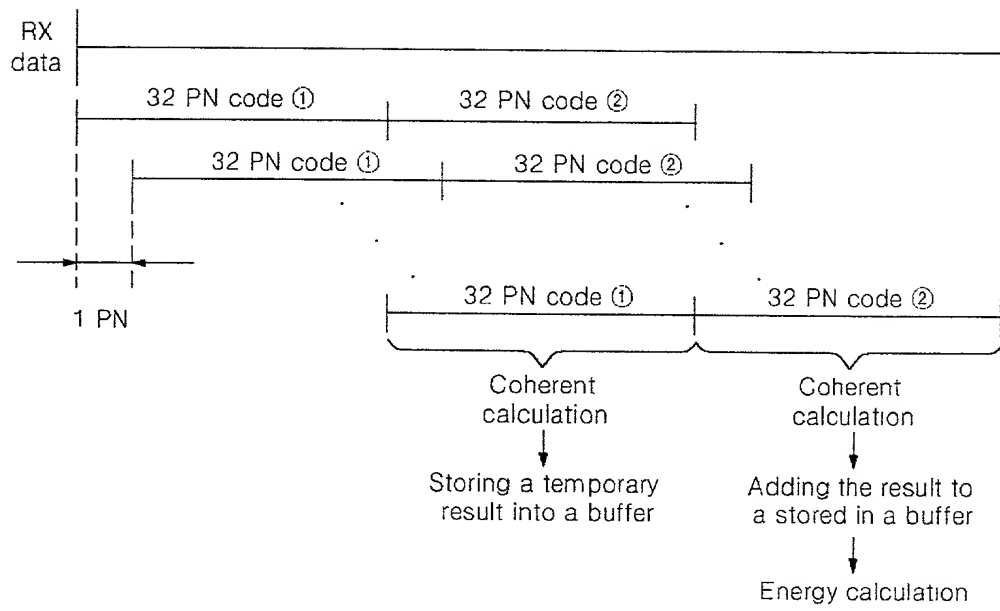 RX
data
32 PN code ① 32 PN code ②
32 PN code ① 32 PN code ②
32 PN code ① 32 PN code ②
1 PN
Coherent
calculation
Coherent
calculation
Storing a temporary
result into a buffer
Adding the result to
a stored in a buffer
Energy calculation